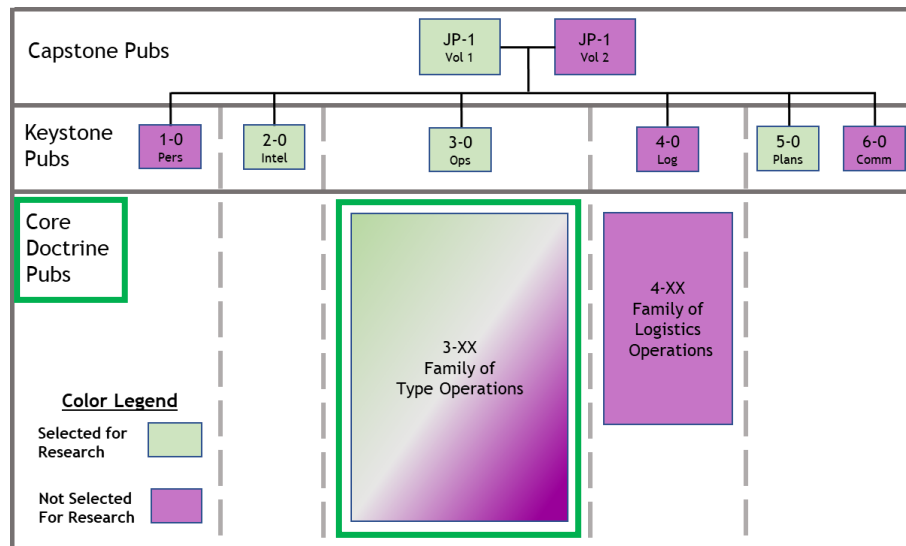 Capstone Pubs
JP-1
Vol 1
JP-1
Vol 2
Keystone
Pubs
1-0
Pers
2-0
Intel
3-0
Ops
4-0
Log
5-0
Plans
6-0
Comm
Core
Doctrine
Pubs
3-XX
Family of
Type Operations
4-XX
Family of
Logistics
Operations
Color Legend
Selected for
Research
Not Selected
For Research